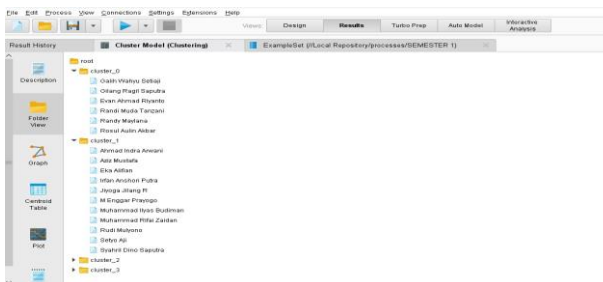 File Edit Process View Connections Settings Extensions Help
Views: Design Results Turbo Prep Auto Model Interactive Analysis
Result History Cluster Model (Clustering) ExampleSet (//Local Repository/processes/SEMESTER 1)
Description
Folder View
Graph
Centroid Table
Plot
root
cluster_0
Galih Wahyu Setiaji
Gilang Ragil Saputra
Evan Ahmad Riyanto
Randi Muda Tanzani
Randy Maylana
Rosul Aulin Akbar
cluster_1
Ahmad Indra Arwani
Aziz Mustafa
Eka Alifian
Irfan Anshori Putra
Jiyoga Jilang R
M Enggar Prayogo
Muhammad Ilyas Budiman
Muhammad Rifai Zaidan
Rudi Mulyono
Setyo Aji
Syahril Dino Saputra
cluster_2
cluster_3